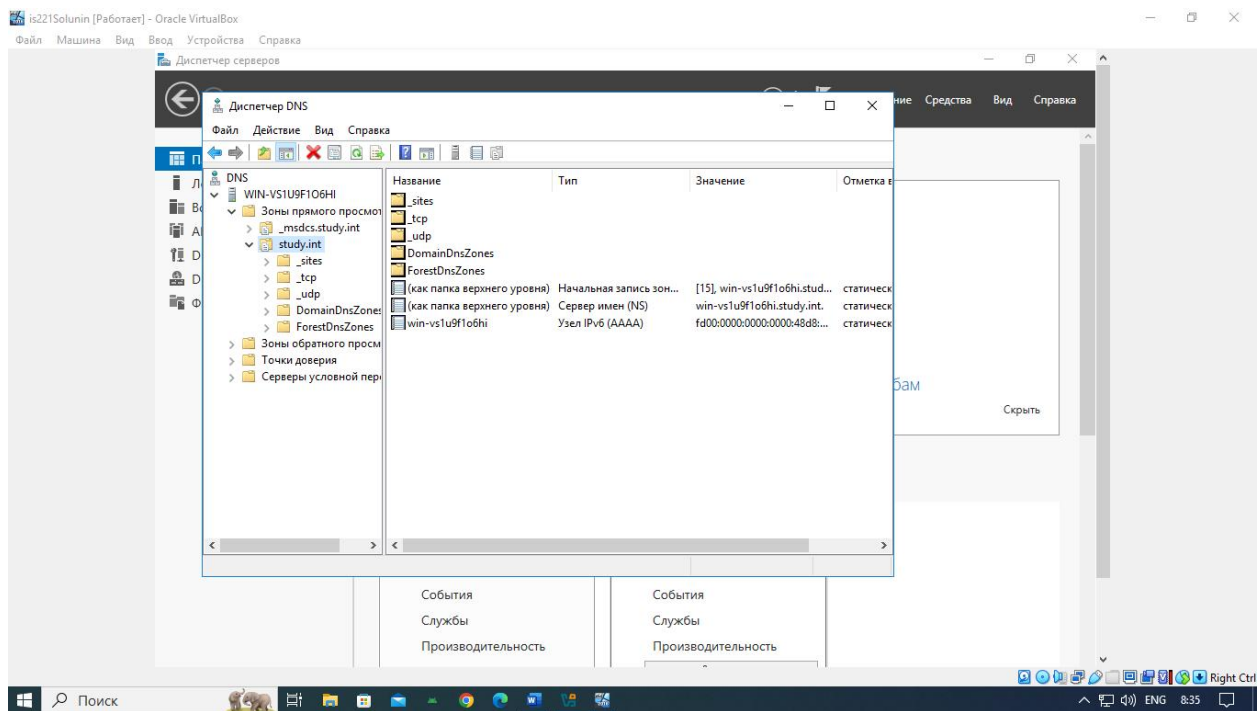 is221Solunin [Работает] - Oracle VirtualBox
Файл Машина Вид Ввод Устройства Справка
Диспетчер серверов
Средства Вид Справка
Диспетчер DNS
Файл Действие Вид Справка
DNS
WIN-VS1U9F1O6HI
Зоны прямого просмот
_msdcs.study.int
study.int
_sites
_tcp
_udp
DomainDnsZones
ForestDnsZones
Зоны обратного просм
Точки доверия
Серверы условной пере
Название Тип Значение Отметка в
_sites
_tcp
_udp
DomainDnsZones
ForestDnsZones
(как папка верхнего уровня) Начальная запись зон... [15], win-vs1u9f1o6hi.stud... статическ
(как папка верхнего уровня) Сервер имен (NS) win-vs1u9f1o6hi.study.int. статическ
win-vs1u9f1o6hi Узел IPv6 (AAAA) fd00:0000:0000:0000:48d8:... статическ
бам
Скрыть
События События
Службы Службы
Производительность Производительность
Right Ctrl
Поиск
ENG 8:35